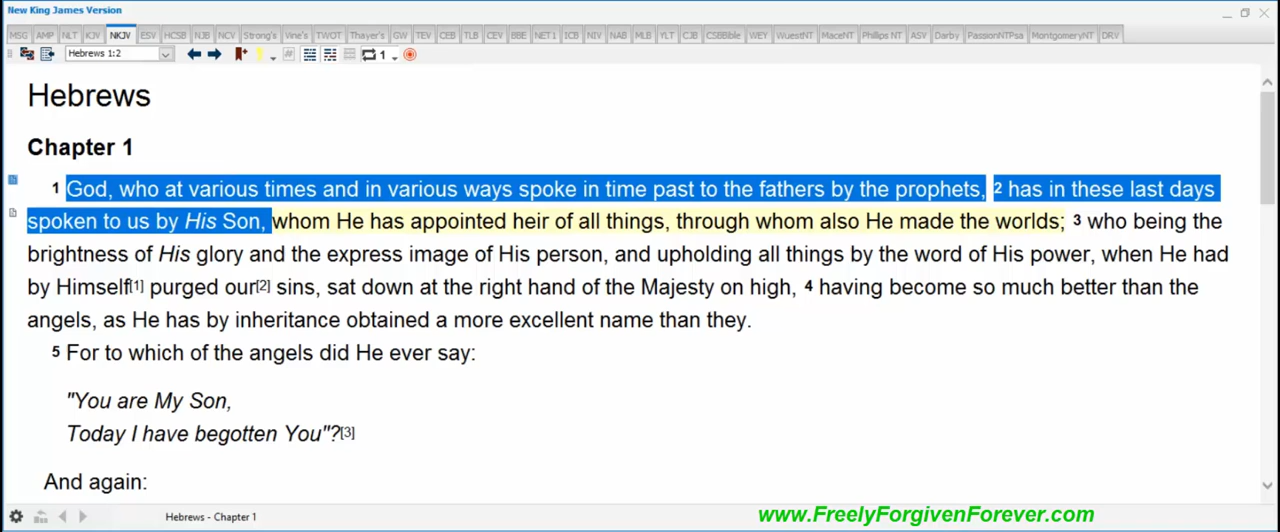 New King James Version
MSG AMP NLT KJV NKJV ESV HCSB NJB NCV Strong's Vine's TWOT Thayer's GW TEV CEB TLB CEV BBE NET1 ICB NIV NAB MLB YLT CJB CSBBible WEY WuestNT MaceNT Phillips NT ASV Darby PassionNTPsa MontgomeryNT DRV
Hebrews 1:2 1
Hebrews
Chapter 1
1 God, who at various times and in various ways spoke in time past to the fathers by the prophets, 2 has in these last days
spoken to us by His Son, whom He has appointed heir of all things, through whom also He made the worlds; 3 who being the
brightness of His glory and the express image of His person, and upholding all things by the word of His power, when He had
by Himself[1] purged our[2] sins, sat down at the right hand of the Majesty on high, 4 having become so much better than the
angels, as He has by inheritance obtained a more excellent name than they.
5 For to which of the angels did He ever say:
"You are My Son,
Today I have begotten You"?[3]
And again:
Hebrews - Chapter 1
www.FreelyForgivenForever.com